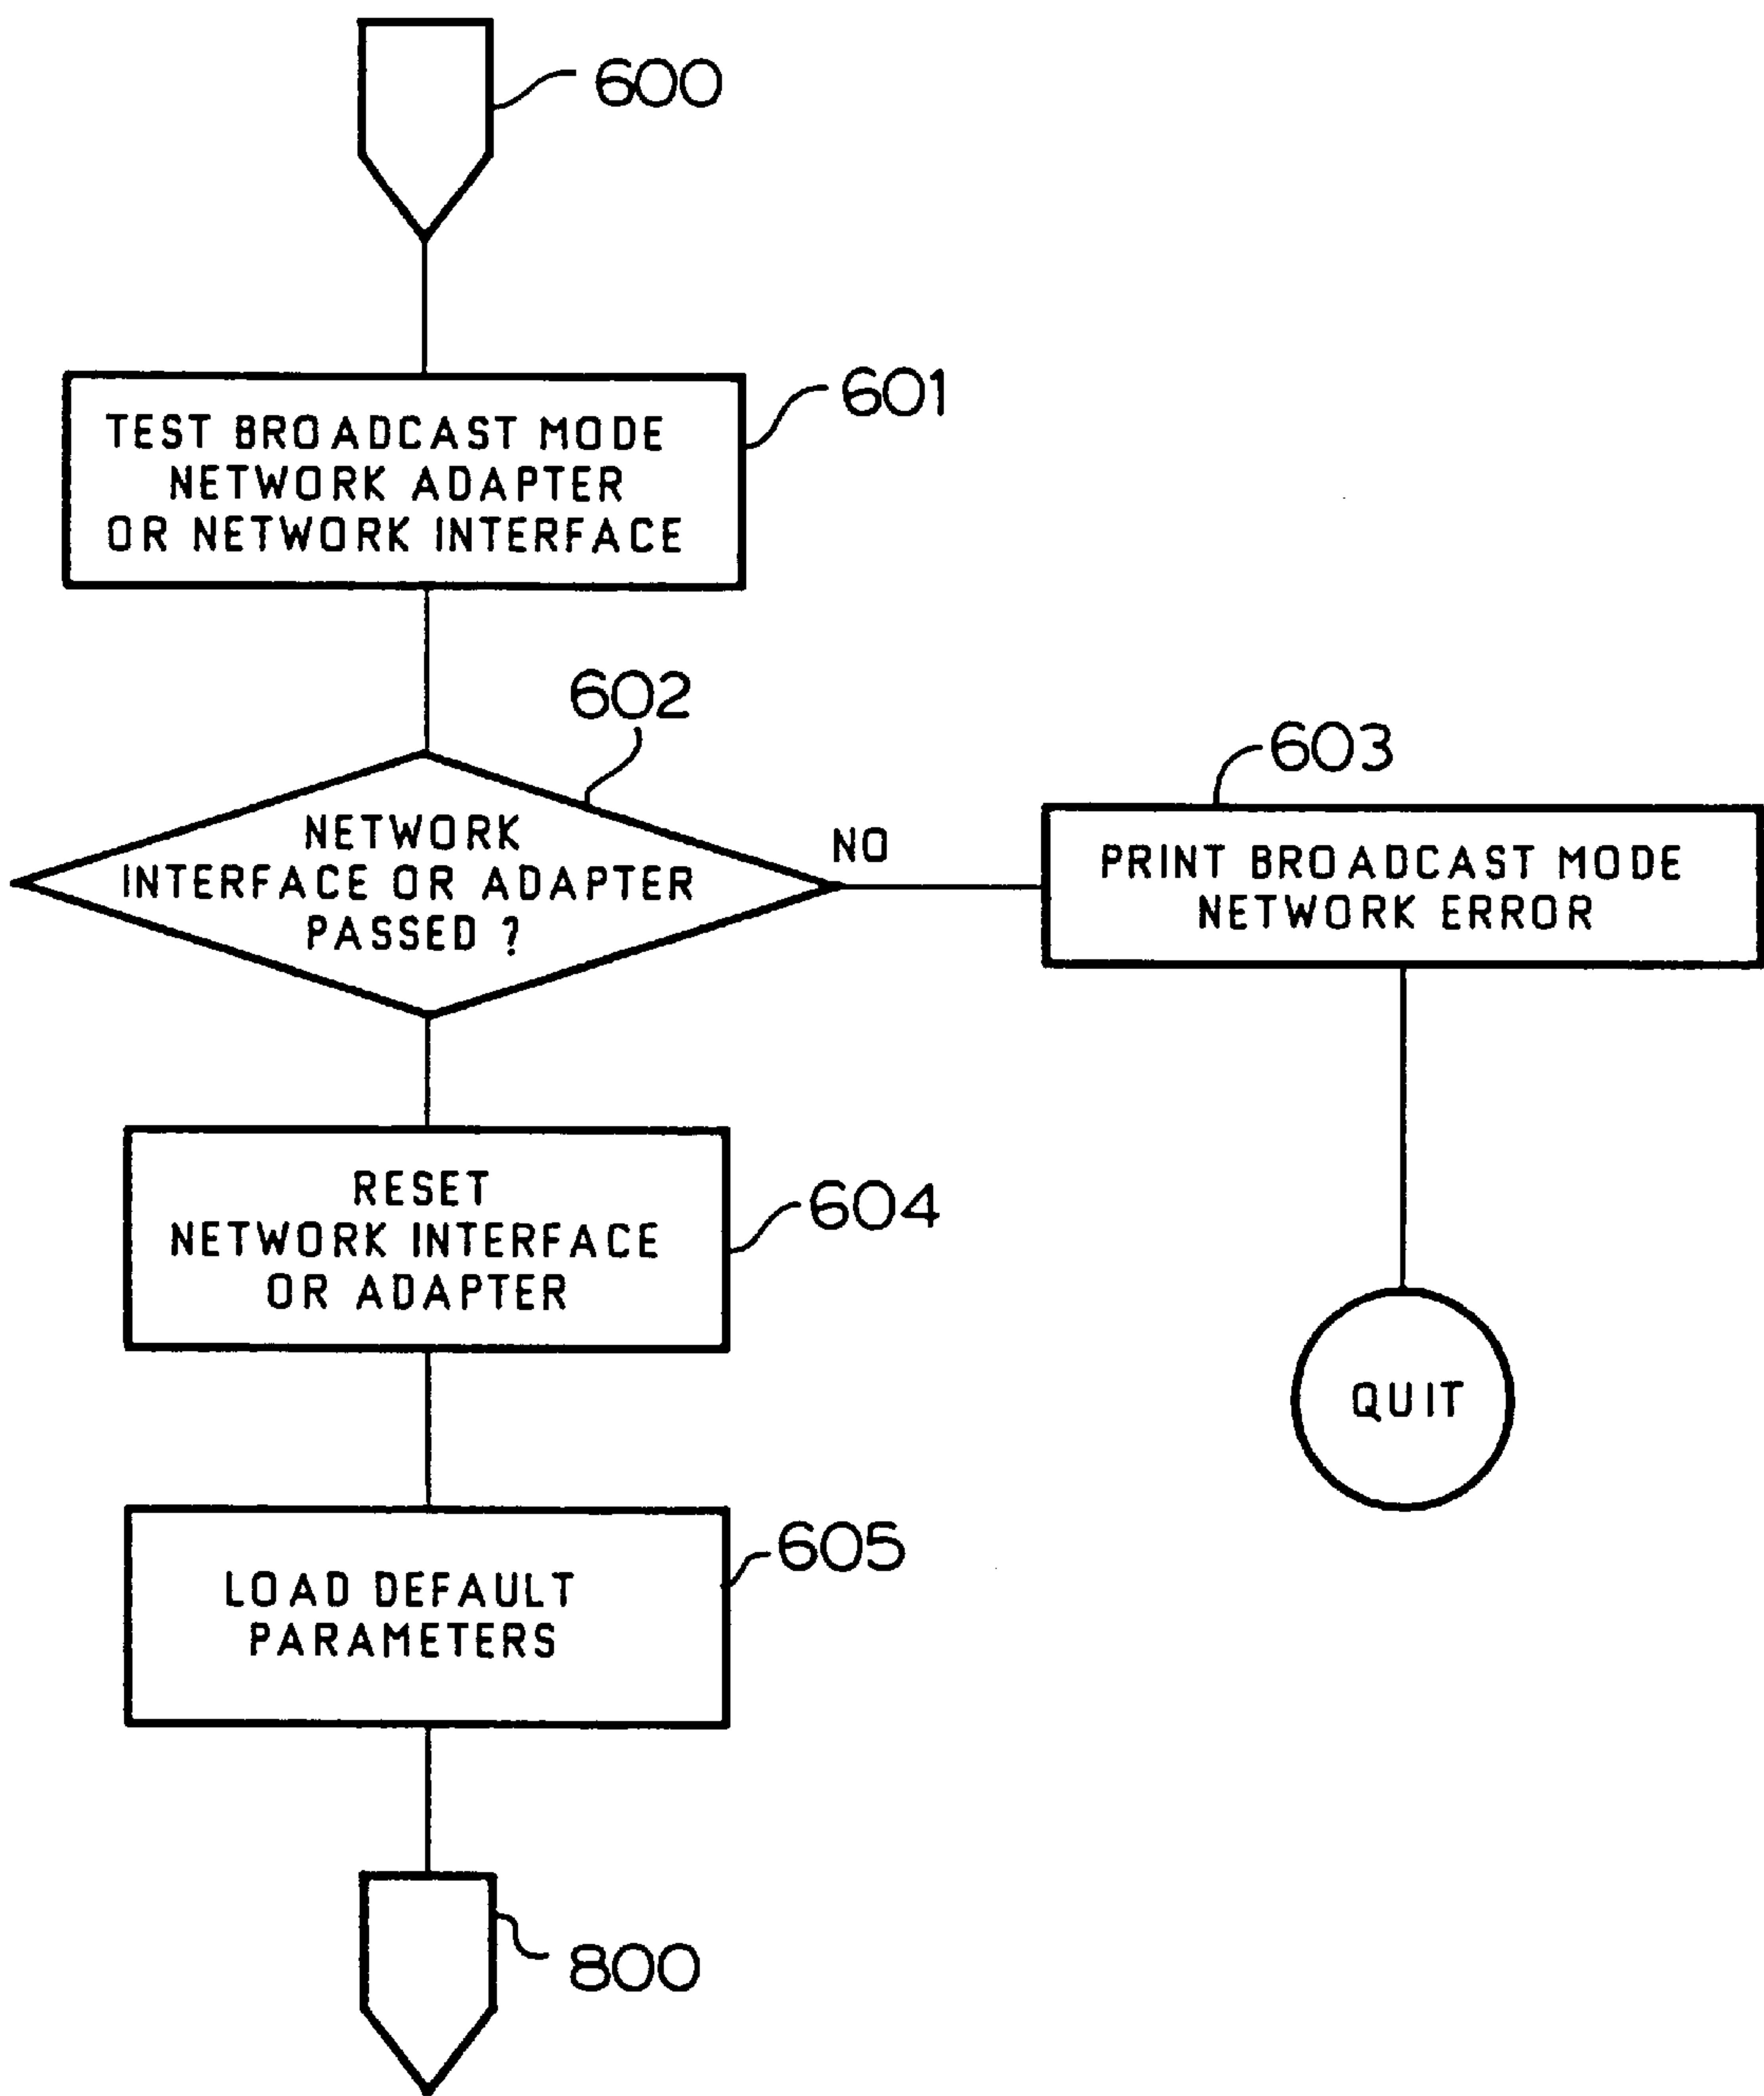 600
601
TEST BROADCAST MODE
NETWORK ADAPTER
OR NETWORK INTERFACE
602
NETWORK
INTERFACE OR ADAPTER
PASSED ?
NO
603
PRINT BROADCAST MODE
NETWORK ERROR
604
RESET
NETWORK INTERFACE
OR ADAPTER
QUIT
605
LOAD DEFAULT
PARAMETERS
800